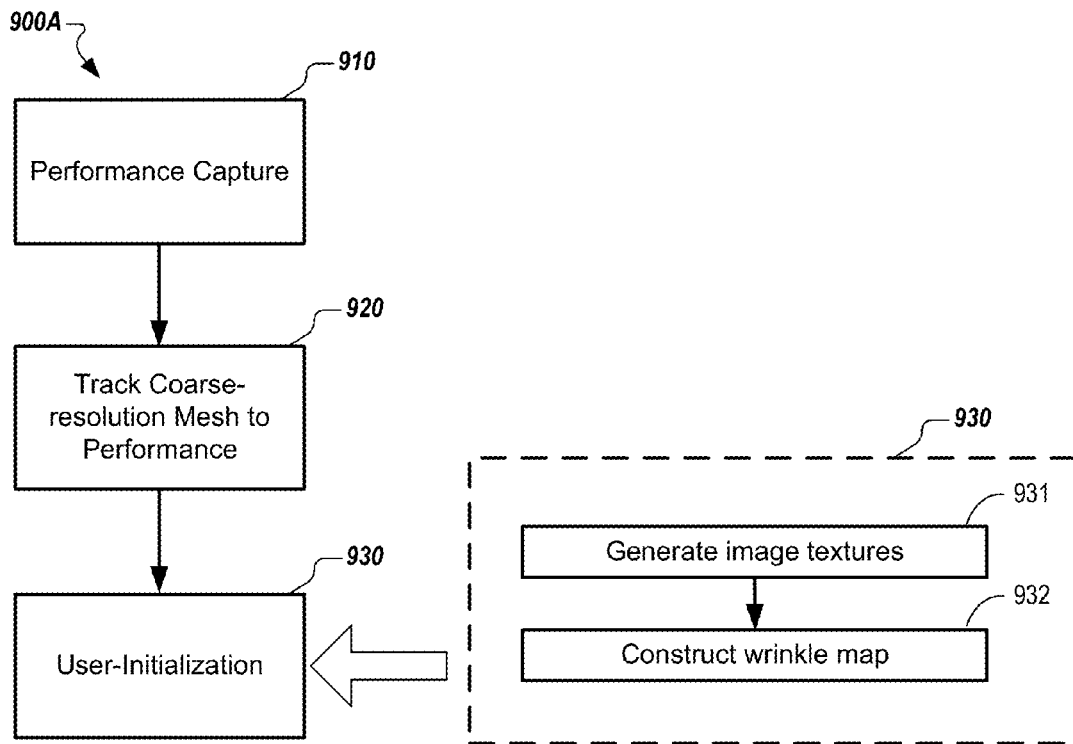 900A
910
Performance Capture
920
Track Coarse-
resolution Mesh to
Performance
930
User-Initialization
930
931
Generate image textures
932
Construct wrinkle map